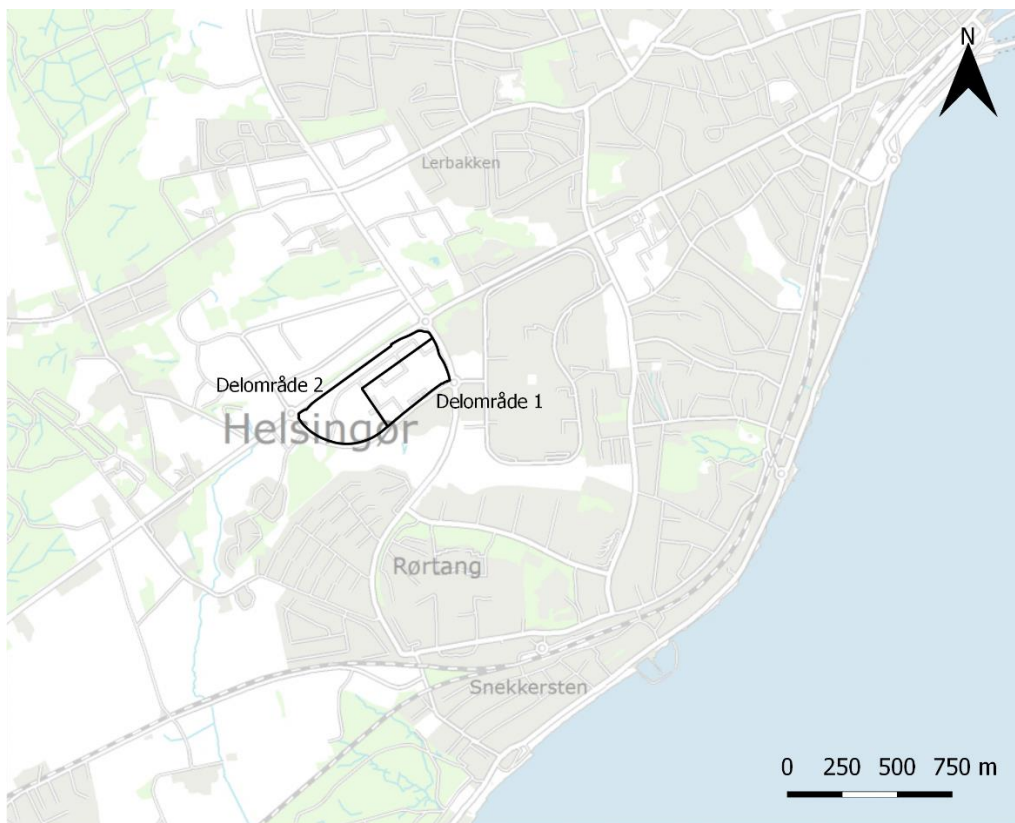 N
Lerbakken
Delområde 2
Delområde 1
Helsingør
Rørtang
Snekkersten
0 250 500 750 m